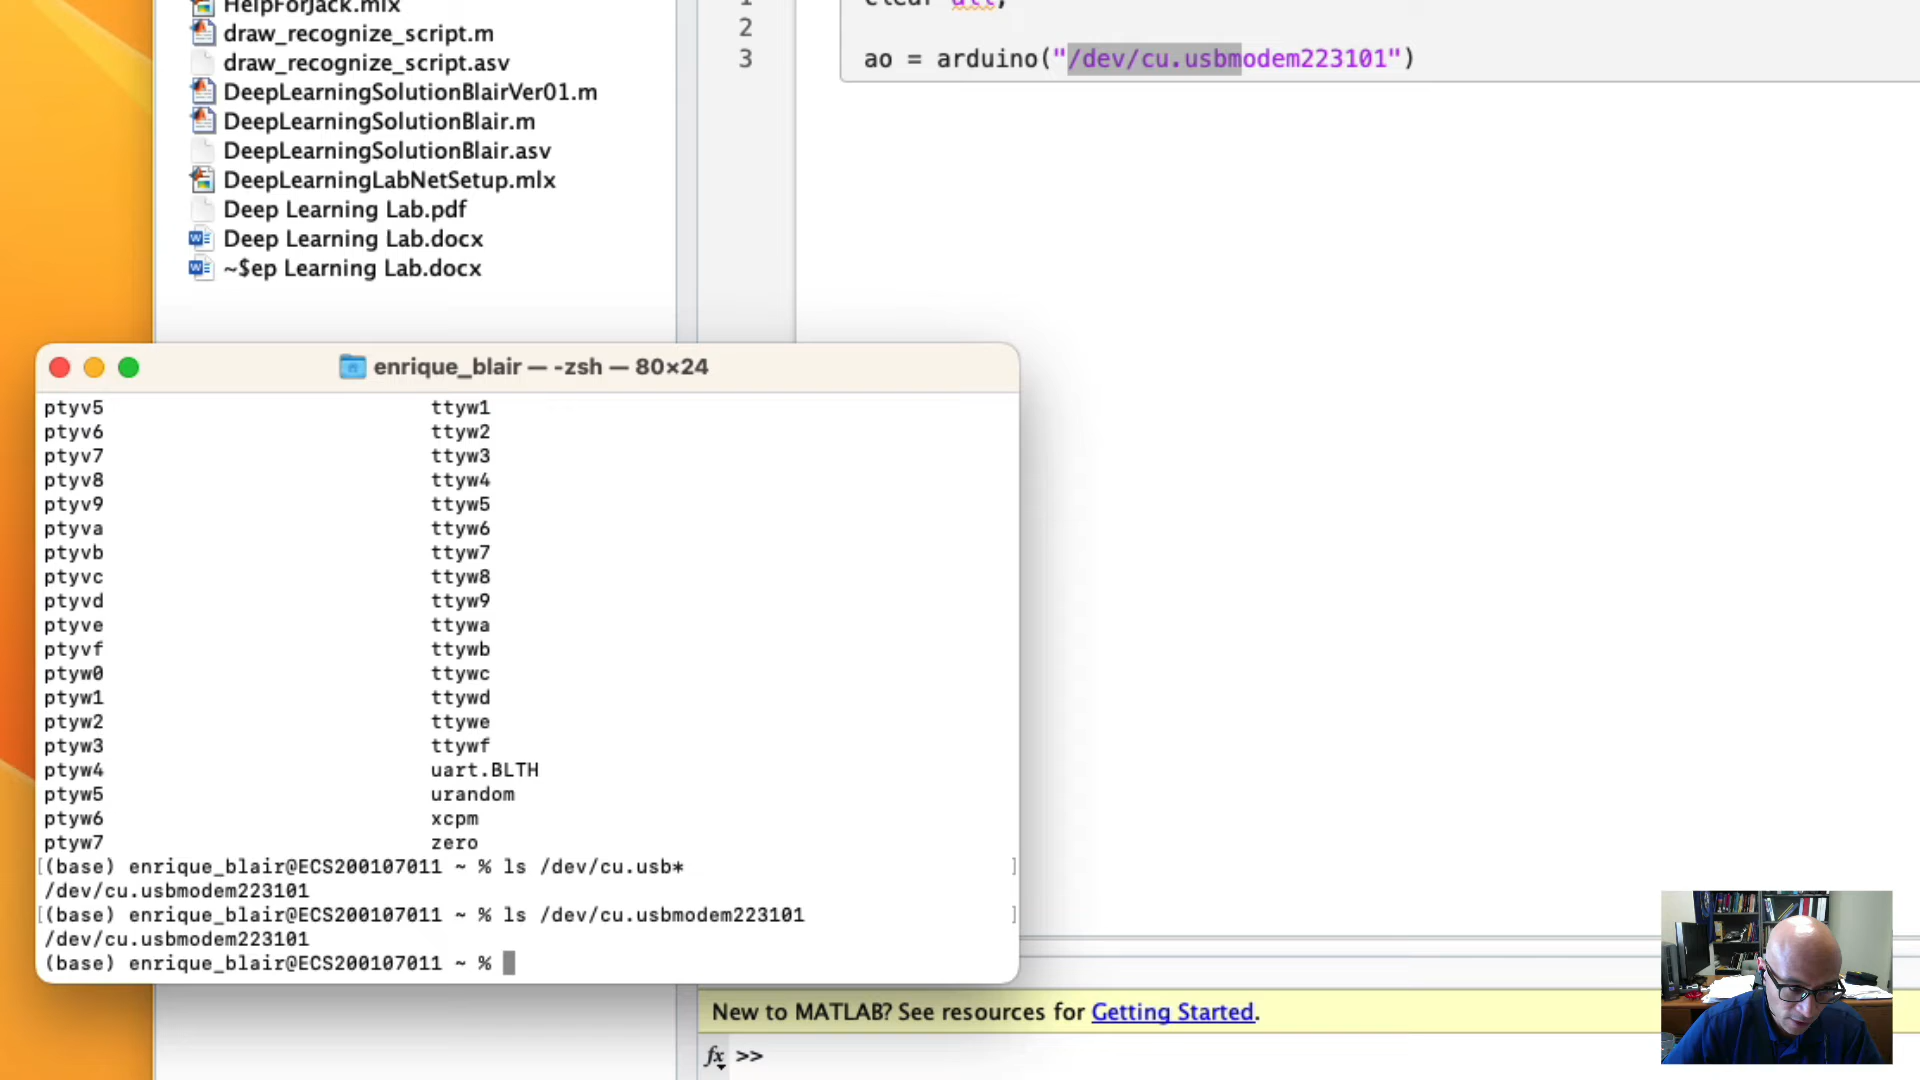 HelpForJack.mlx
draw_recognize_script.m
draw_recognize_script.asv
DeepLearningSolutionBlairVer01.m
DeepLearningSolutionBlair.m
DeepLearningSolutionBlair.asv
DeepLearningLabNetSetup.mlx
Deep Learning Lab.pdf
Deep Learning Lab.docx
~$ep Learning Lab.docx
1 clear all;
2
3 ao = arduino("/dev/cu.usbmodem223101")
enrique_blair — -zsh — 80×24
ptyv5 ttyw1
ptyv6 ttyw2
ptyv7 ttyw3
ptyv8 ttyw4
ptyv9 ttyw5
ptyva ttyw6
ptyvb ttyw7
ptyvc ttyw8
ptyvd ttyw9
ptyve ttywa
ptyvf ttywb
ptyw0 ttywc
ptyw1 ttywd
ptyw2 ttywe
ptyw3 ttywf
ptyw4 uart.BLTH
ptyw5 urandom
ptyw6 xcpm
ptyw7 zero
[(base) enrique_blair@ECS200107011 ~ % ls /dev/cu.usb* ]
/dev/cu.usbmodem223101
[(base) enrique_blair@ECS200107011 ~ % ls /dev/cu.usbmodem223101 ]
/dev/cu.usbmodem223101
(base) enrique_blair@ECS200107011 ~ %
New to MATLAB? See resources for Getting Started.
fx >>